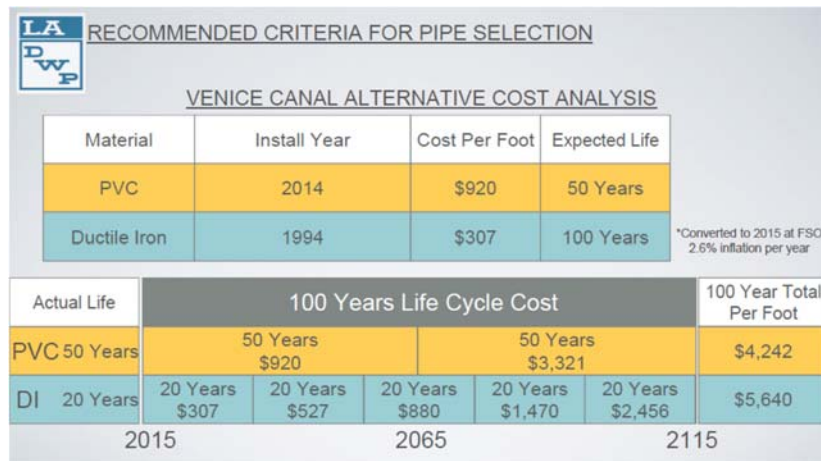 LA
DWP
RECOMMENDED CRITERIA FOR PIPE SELECTION
VENICE CANAL ALTERNATIVE COST ANALYSIS
Material Install Year Cost Per Foot Expected Life
PVC 2014 $920 50 Years
Ductile Iron 1994 $307 100 Years
*Converted to 2015 at FSO
2.6% inflation per year
Actual Life 100 Years Life Cycle Cost 100 Year Total
Per Foot
PVC 50 Years 50 Years 50 Years $4,242
$920 $3,321
DI 20 Years 20 Years 20 Years 20 Years 20 Years 20 Years $5,640
$307 $527 $880 $1,470 $2,456
2015 2065 2115